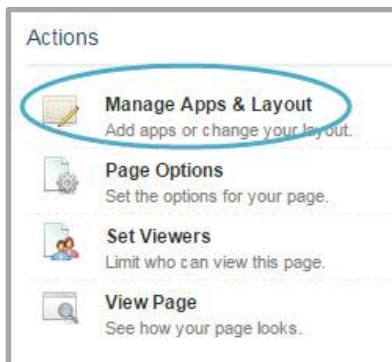 Actions
Manage Apps & Layout
Add apps or change your layout.
Page Options
Set the options for your page.
Set Viewers
Limit who can view this page.
View Page
See how your page looks.